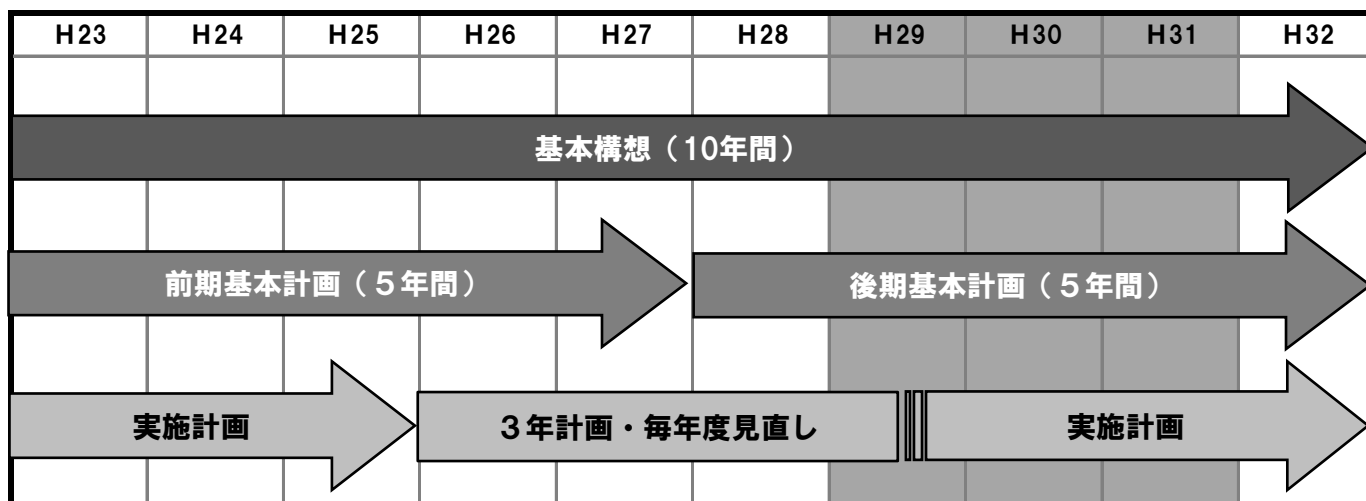 H23 H24 H25 H26 H27 H28 H29 H30 H31 H32
基本構想（10年間）
前期基本計画（５年間） 後期基本計画（５年間）
実施計画 ３年計画・毎年度見直し 実施計画